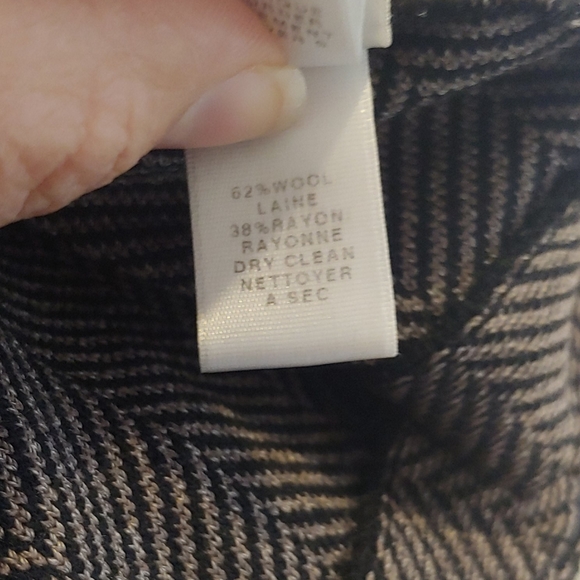 62%WOOL
LAINE
38%RAYON
RAYONNE
DRY CLEAN
NETTOYER
A SEC